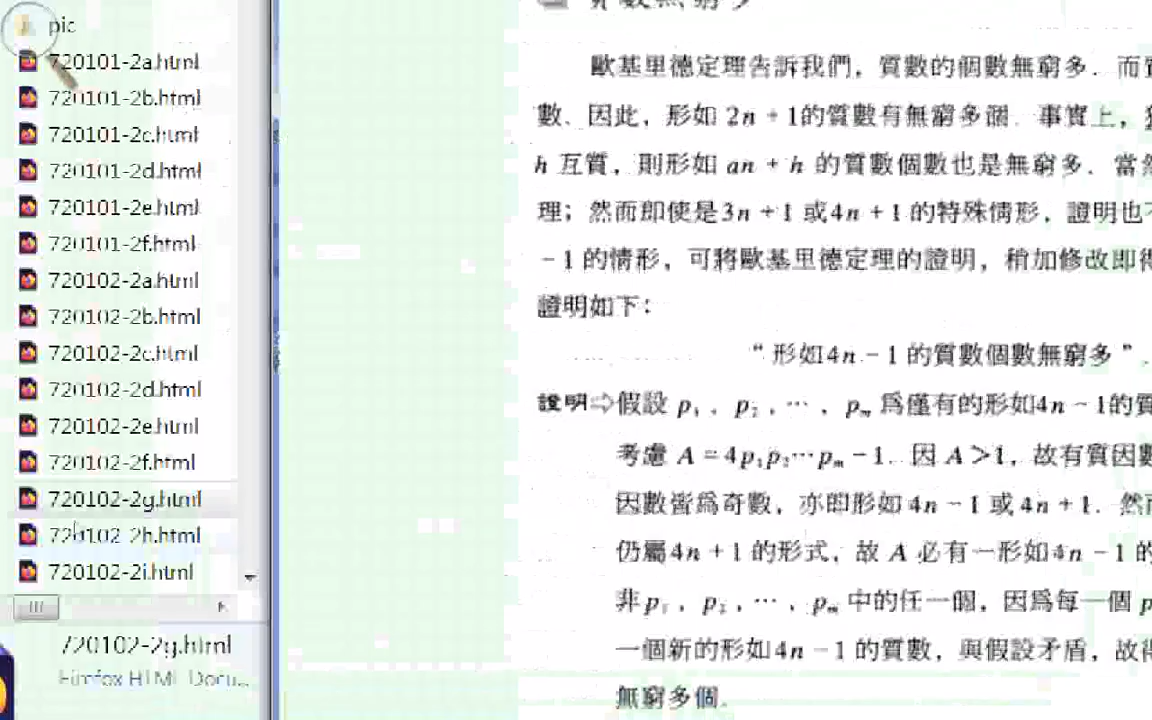 pic
720101-2a.html
720101-2b.html
720101-2c.html
720101-2d.html
720101-2e.html
720101-2f.html
720102-2a.html
720102-2b.html
720102-2c.html
720102-2d.html
720102-2e.html
720102-2f.html
720102-2g.html
720102-2h.html
720102-2i.html
720102-2g.html
Firefox HTML Docu...
歐基里德定理告訴我們，質數的個數無窮多．而
數、因此，形如 2n + 1的質數有無窮多個．事實上，
h 互質，則形如 an + h 的質數個數也是無窮多．當然
理；然而即使是3n + 1 或4n + 1 的特殊情形，證明也不
- 1 的情形，可將歐基里德定理的證明，稍加修改即得
證明如下：
“形如4n - 1 的質數個數無窮多”．
證明⇨假設 p₁ 、p₂ 、⋯ 、pₘ 爲僅有的形如4n - 1的質
考慮 A = 4p₁p₂⋯pₘ - 1．因 A > 1，故有質因數
因數皆爲奇數，亦即形如 4n - 1 或 4n + 1．然而
仍屬4n + 1 的形式，故 A 必有一形如4n - 1 的
非p₁ 、p₂ 、⋯ 、pₘ 中的任一個，因爲每一個 p
一個新的形如4n - 1 的質數，與假設矛盾，故得
無窮多個．